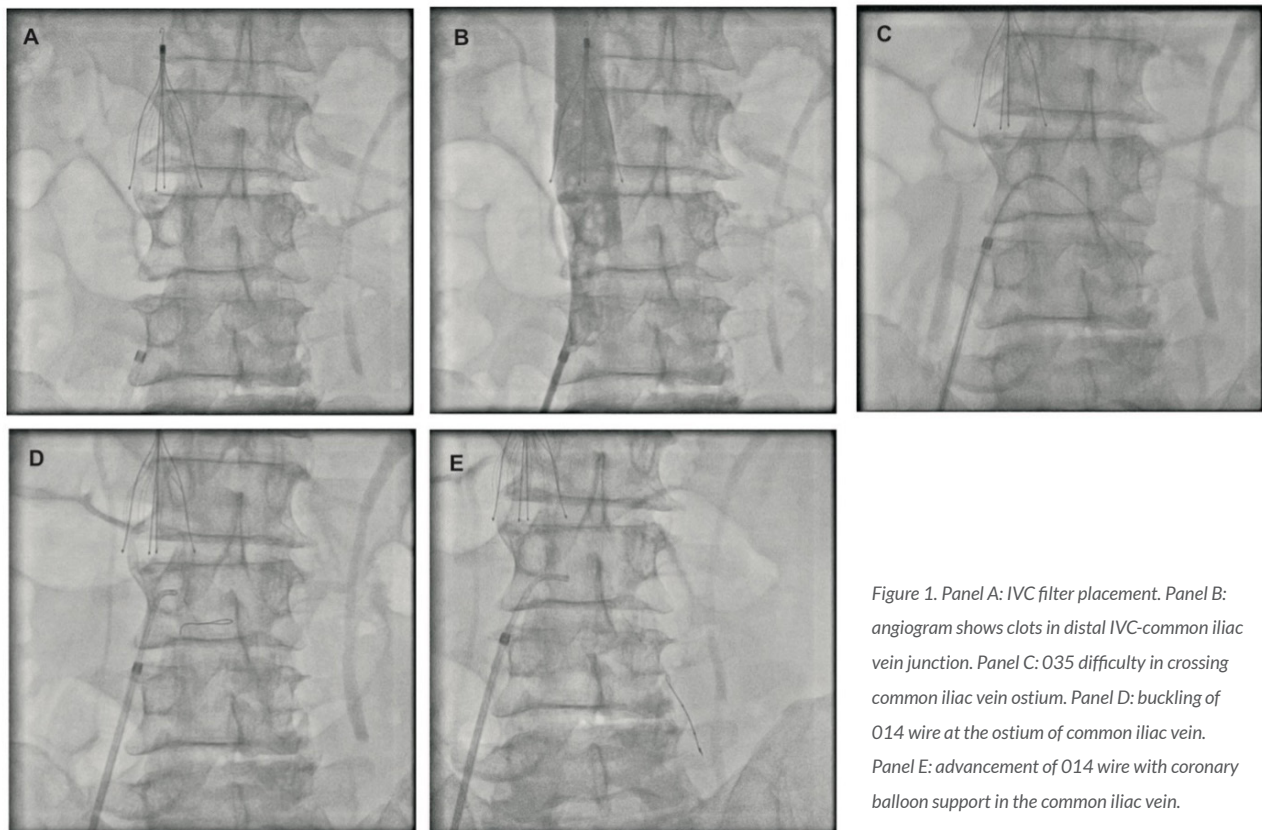 A
B
C
D
E
Figure 1. Panel A: IVC filter placement. Panel B:
angiogram shows clots in distal IVC-common iliac
vein junction. Panel C: 035 difficulty in crossing
common iliac vein ostium. Panel D: buckling of
014 wire at the ostium of common iliac vein.
Panel E: advancement of 014 wire with coronary
balloon support in the common iliac vein.